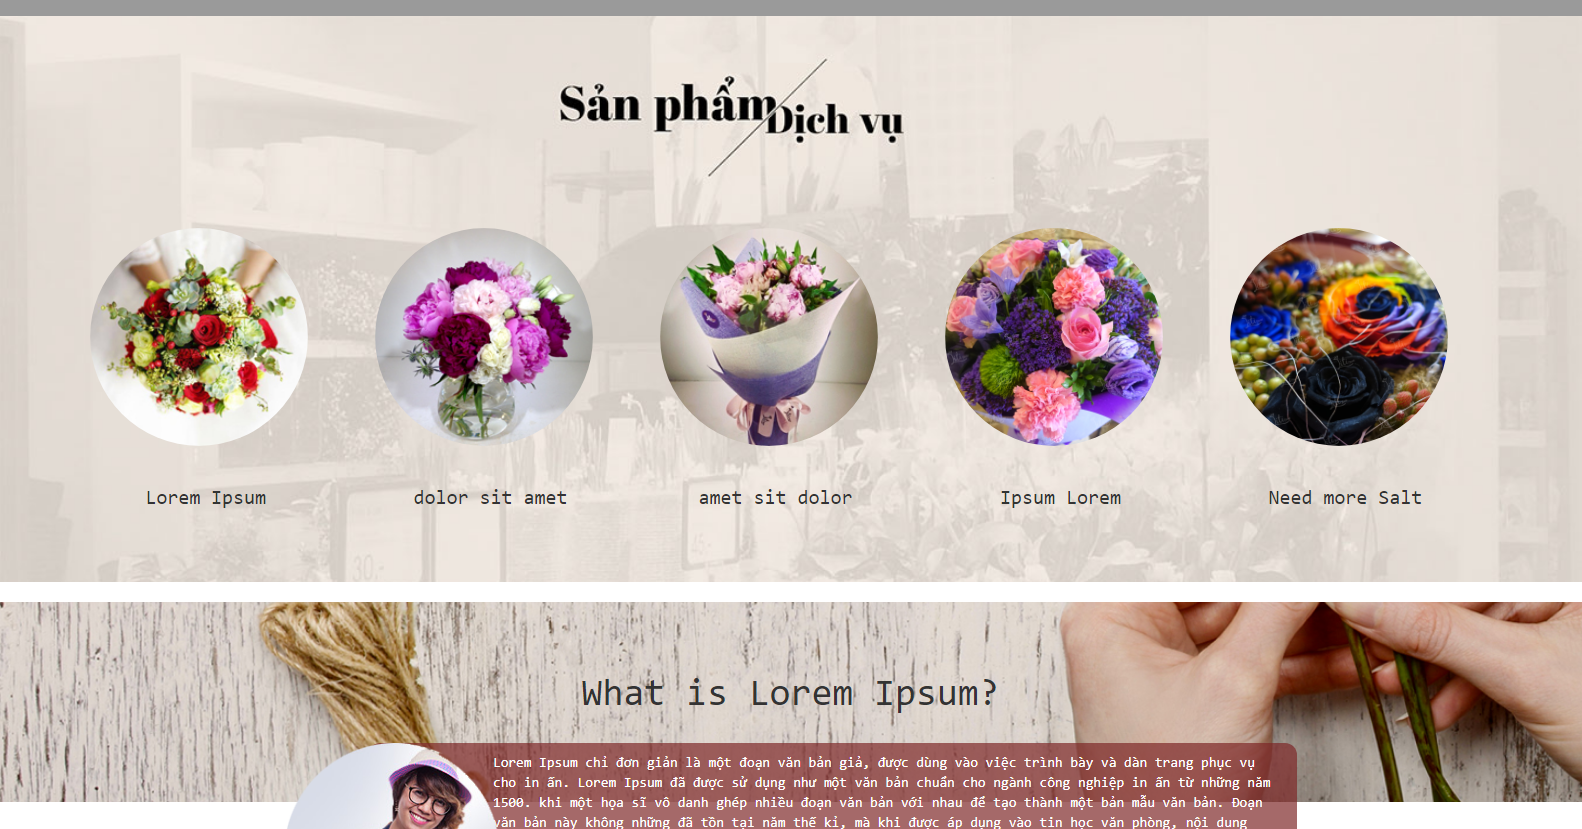 Sản phẩm
Dịch vụ
Lorem Ipsum
dolor sit amet
amet sit dolor
Ipsum Lorem
Need more Salt
What is Lorem Ipsum?
Lorem Ipsum chỉ đơn giản là một đoạn văn bản giả, được dùng vào việc trình bày và dàn trang phục vụ
cho in ấn. Lorem Ipsum đã được sử dụng như một văn bản chuẩn cho ngành công nghiệp in ấn từ những năm
1500. khi một họa sĩ vô danh ghép nhiều đoạn văn bản với nhau để tạo thành một bản mẫu văn bản. Đoạn
văn bản này không những đã tồn tại năm thế kỉ, mà khi được áp dụng vào tin học văn phòng, nội dung